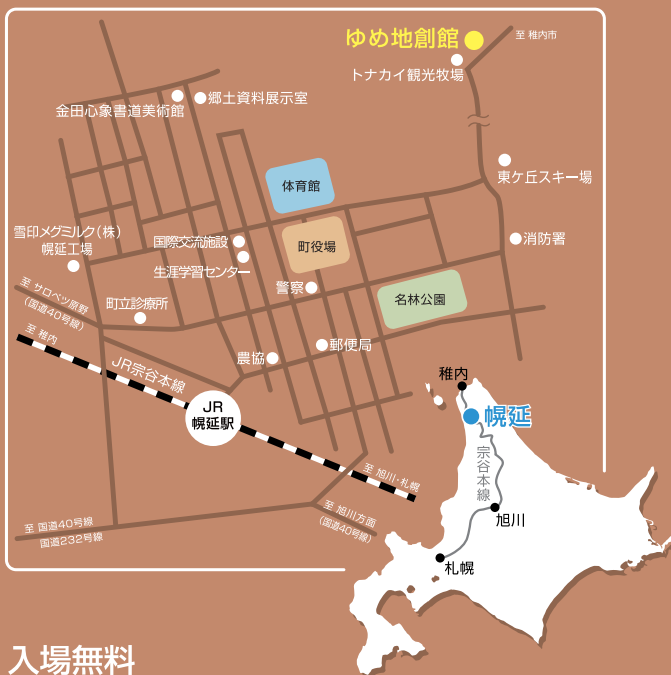 ゆめ地創館
至 稚内市
トナカイ観光牧場
郷土資料展示室
金田心象書道美術館
東ケ丘スキー場
体育館
雪印メグミルク(株)
幌延工場
国際交流施設
町役場
消防署
生涯学習センター
至 サロベツ原野
(国道40号線)
町立診療所
警察
名林公園
至 稚内
JR宗谷本線
農協
郵便局
JR
幌延駅
稚内
幌延
宗谷本線
至 旭川・札幌
至 旭川方面
(国道40号線)
旭川
至 国道40号線
国道232号線
札幌
入場無料